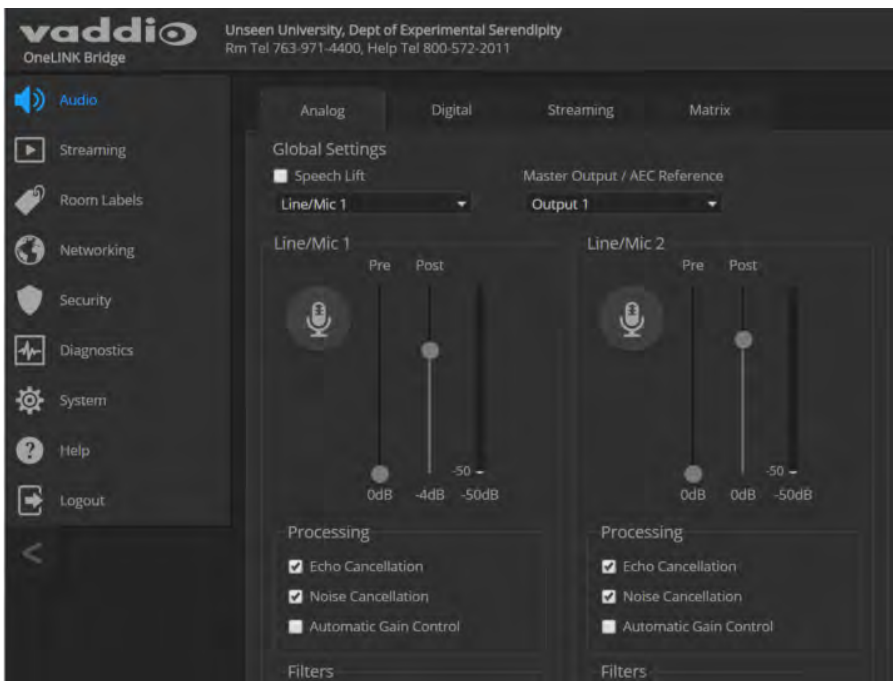 vaddio
OneLINK Bridge
Unseen University, Dept of Experimental Serendipity
Rm Tel 763-971-4400, Help Tel 800-572-2011
Audio
Streaming
Room Labels
Networking
Security
Diagnostics
System
Help
Logout
<
Analog Digital Streaming Matrix
Global Settings
Speech Lift Master Output / AEC Reference
Line/Mic 1 Output 1
Line/Mic 1
Pre Post
-50
0dB -4dB -50dB
Processing
Echo Cancellation
Noise Cancellation
Automatic Gain Control
Filters
Line/Mic 2
Pre Post
-50
0dB 0dB -50dB
Processing
Echo Cancellation
Noise Cancellation
Automatic Gain Control
Filters